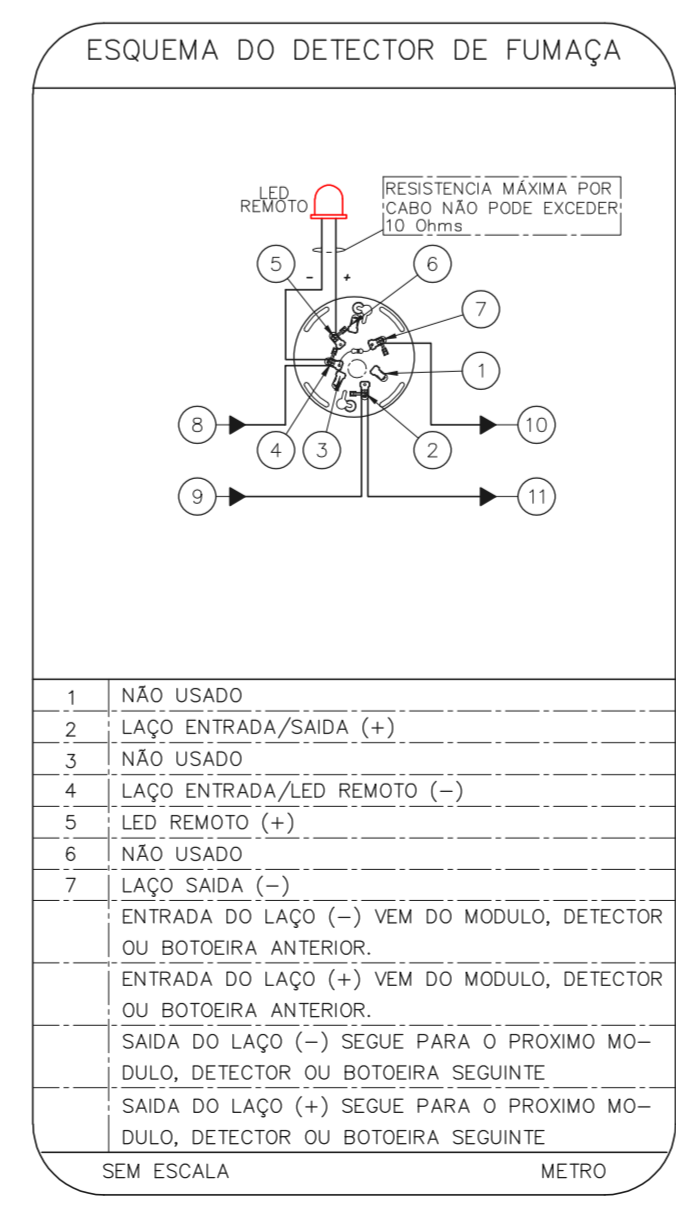 ESQUEMA DO DETECTOR DE FUMAÇA
LED
REMOTO
RESISTENCIA MÁXIMA POR
CABO NÃO PODE EXCEDER
10 Ohms
5
- +
6
7
1
8
10
4
3
2
9
11
1 NÃO USADO
2 LAÇO ENTRADA/SAIDA (+)
3 NÃO USADO
4 LAÇO ENTRADA/LED REMOTO (−)
5 LED REMOTO (+)
6 NÃO USADO
7 LAÇO SAIDA (−)
ENTRADA DO LAÇO (−) VEM DO MODULO, DETECTOR
OU BOTOEIRA ANTERIOR.
ENTRADA DO LAÇO (+) VEM DO MODULO, DETECTOR
OU BOTOEIRA ANTERIOR.
SAIDA DO LAÇO (−) SEGUE PARA O PROXIMO MO−
DULO, DETECTOR OU BOTOEIRA SEGUINTE
SAIDA DO LAÇO (+) SEGUE PARA O PROXIMO MO−
DULO, DETECTOR OU BOTOEIRA SEGUINTE
SEM ESCALA METRO